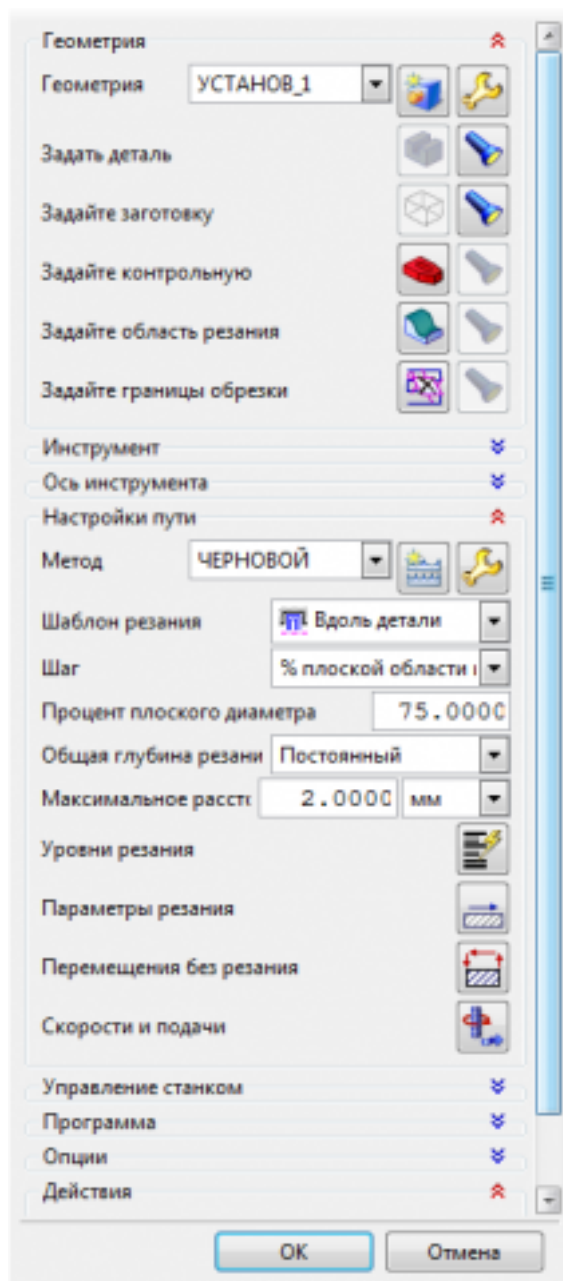 Геометрия
Геометрия УСТАНОВ_1
Задать деталь
Задайте заготовку
Задайте контрольную
Задайте область резания
Задайте границы обрезки
Инструмент
Ось инструмента
Настройки пути
Метод ЧЕРНОВОЙ
Шаблон резания Вдоль детали
Шаг % плоской области
Процент плоского диаметра 75.0000
Общая глубина резани Постоянный
Максимальное расстс 2.0000 мм
Уровни резания
Параметры резания
Перемещения без резания
Скорости и подачи
Управление станком
Программа
Опции
Действия
ОК Отмена